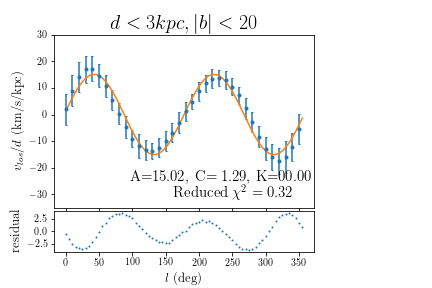 d < 3kpc, |b| < 20
30
20
10
0
−10
−20
−30
v_los/d (km/s/kpc)
A=15.02, C= 1.29, K=00.00
Reduced χ² = 0.32
2.5
0.0
−2.5
residual
0 50 100 150 200 250 300 350
l (deg)